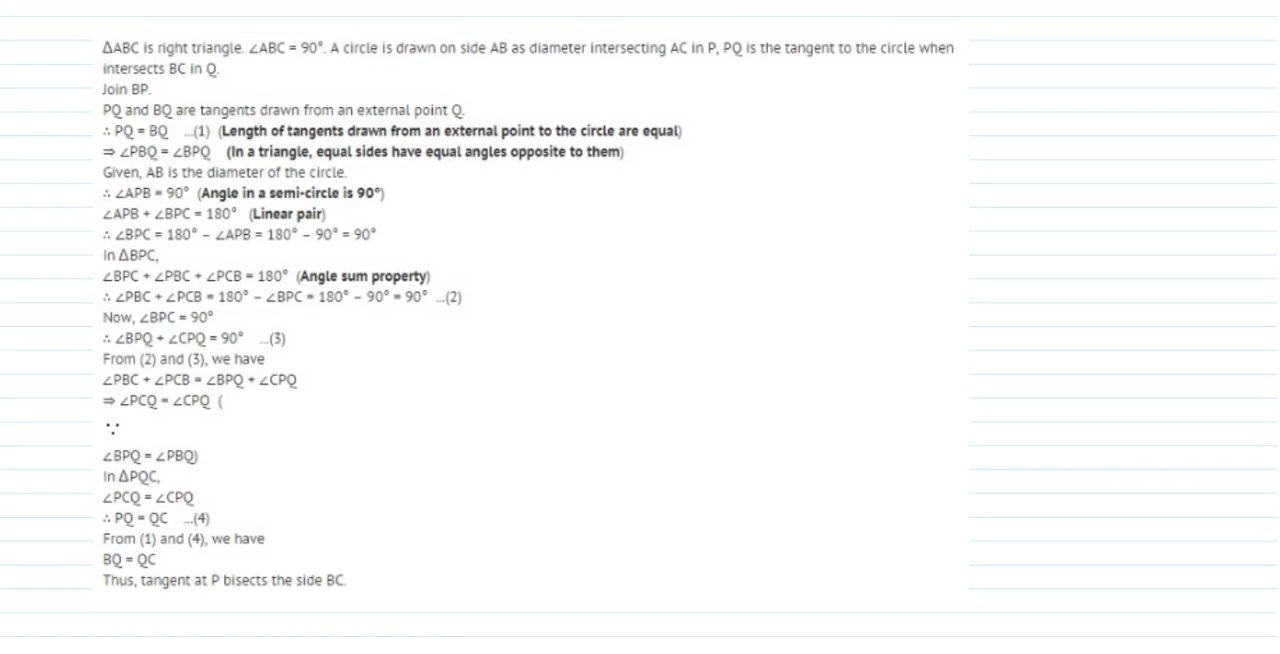 ∆ABC is right triangle. ∠ABC = 90°. A circle is drawn on side AB as diameter intersecting AC in P, PQ is the tangent to the circle when
intersects BC in Q.
Join BP.
PQ and BQ are tangents drawn from an external point Q.
∴ PQ = BQ ...(1) (Length of tangents drawn from an external point to the circle are equal)
⇒ ∠PBQ = ∠BPQ (In a triangle, equal sides have equal angles opposite to them)
Given, AB is the diameter of the circle.
∴ ∠APB = 90° (Angle in a semi-circle is 90°)
∠APB + ∠BPC = 180° (Linear pair)
∴ ∠BPC = 180° – ∠APB = 180° – 90° = 90°
In ∆BPC,
∠BPC + ∠PBC + ∠PCB = 180° (Angle sum property)
∴ ∠PBC + ∠PCB = 180° – ∠BPC = 180° – 90° = 90° ...(2)
Now, ∠BPC = 90°
∴ ∠BPQ + ∠CPQ = 90° ...(3)
From (2) and (3), we have
∠PBC + ∠PCB = ∠BPQ + ∠CPQ
⇒ ∠PCQ = ∠CPQ (
∵
∠BPQ = ∠PBQ)
In ∆PQC,
∠PCQ = ∠CPQ
∴ PQ = QC ...(4)
From (1) and (4), we have
BQ = QC
Thus, tangent at P bisects the side BC.